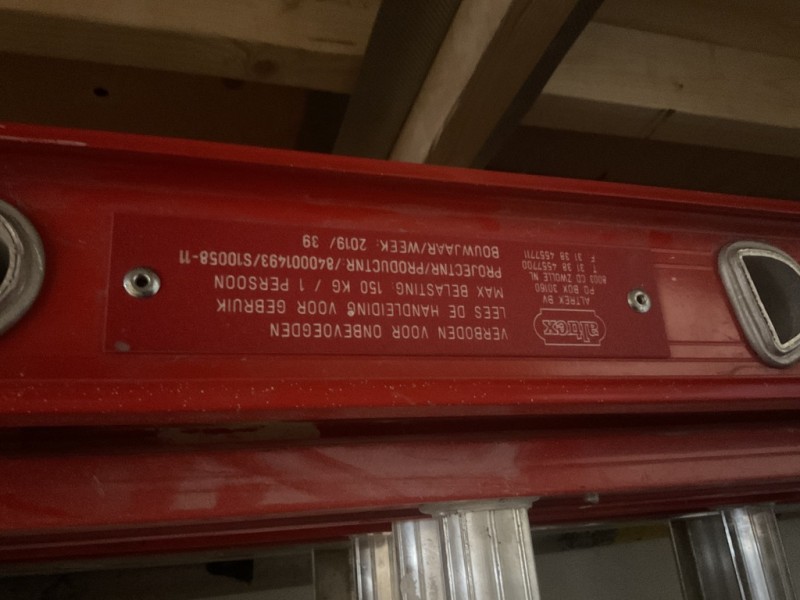 altrex
ALTREX BV
PO BOX 30160
8003 CD ZWOLLE NL
T 31 38 4557700
F 31 38 4557711
VERBODEN VOOR ONBEVOEGDEN
LEES DE HANDLEIDING VOOR GEBRUIK
MAX BELASTING 150 KG / 1 PERSOON
PROJECTNR/PRODUCTNR: /840001493/S10058-11
BOUWJAAR/WEEK: 2019/ 39